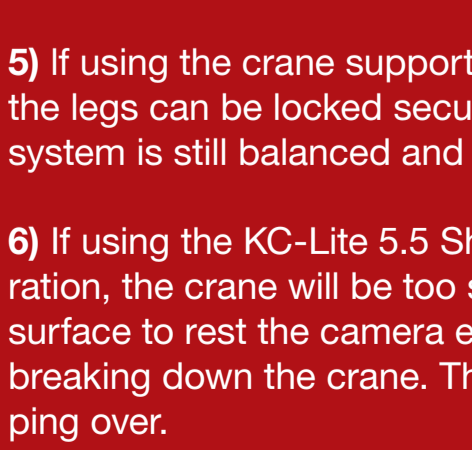 5) If using the crane support
the legs can be locked secu
system is still balanced and
6) If using the KC-Lite 5.5 Sh
ration, the crane will be too s
surface to rest the camera e
breaking down the crane. Th
ping over.